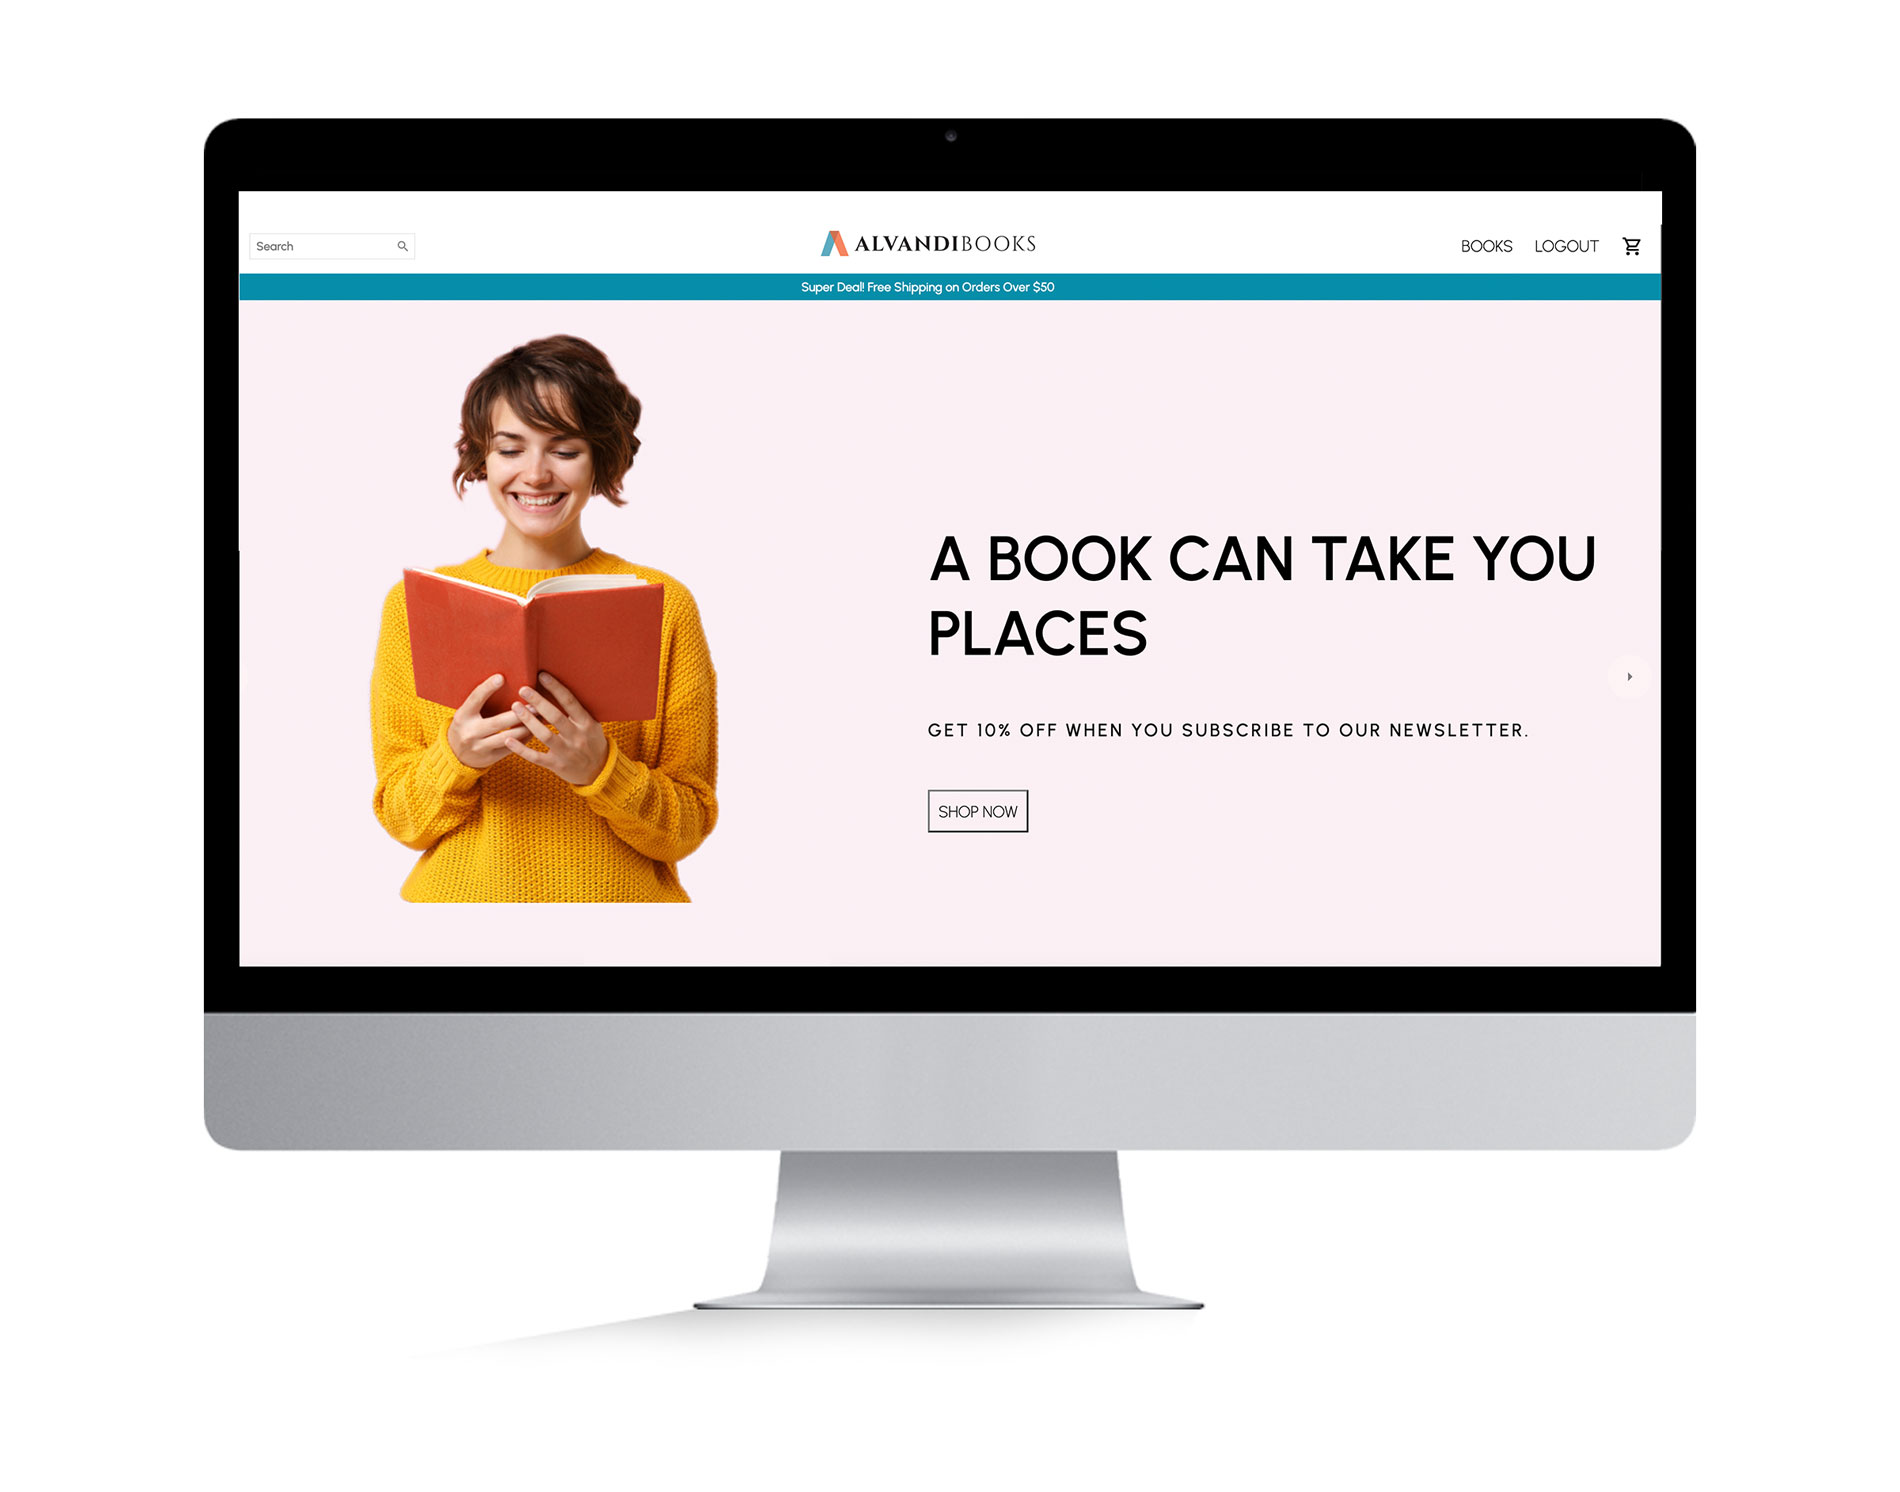 Search
ALVANDIBOOKS
BOOKS LOGOUT
Super Deal! Free Shipping on Orders Over $50
A BOOK CAN TAKE YOU
PLACES
GET 10% OFF WHEN YOU SUBSCRIBE TO OUR NEWSLETTER.
SHOP NOW